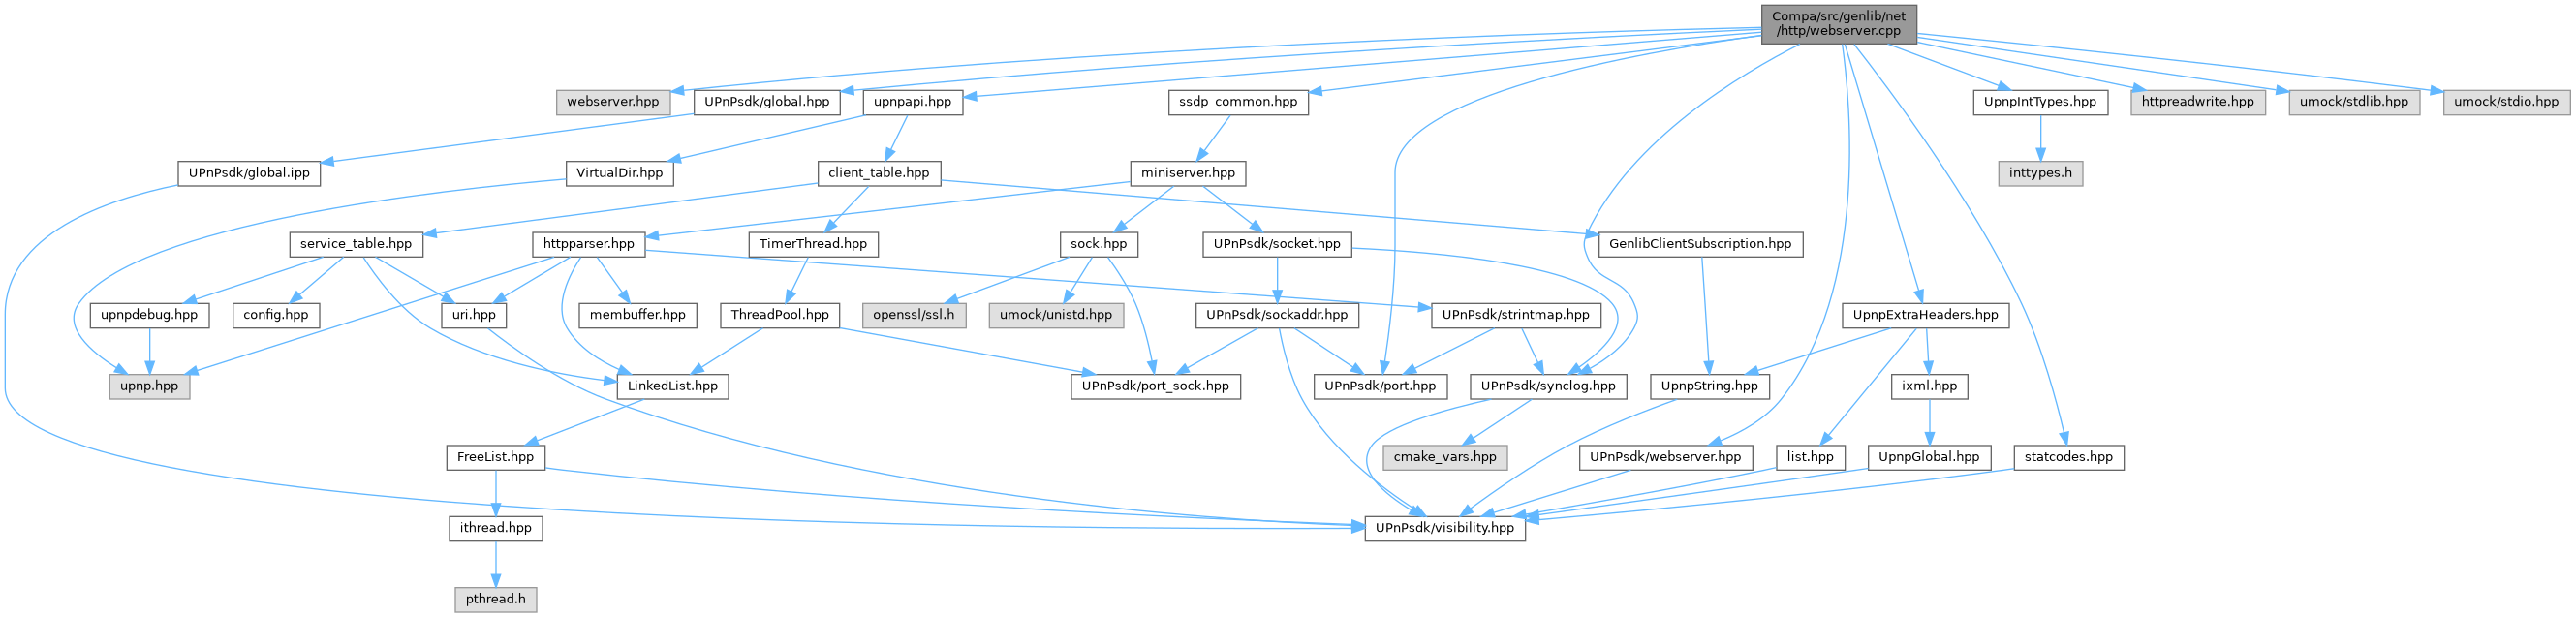 Compa/src/genlib/net
/http/webserver.cpp
webserver.hpp
UPnPsdk/global.hpp
upnpapi.hpp
ssdp_common.hpp
UpnpIntTypes.hpp
httpreadwrite.hpp
umock/stdlib.hpp
umock/stdio.hpp
UPnPsdk/global.ipp
VirtualDir.hpp
client_table.hpp
miniserver.hpp
inttypes.h
service_table.hpp
httpparser.hpp
TimerThread.hpp
sock.hpp
UPnPsdk/socket.hpp
GenlibClientSubscription.hpp
upnpdebug.hpp
config.hpp
uri.hpp
membuffer.hpp
ThreadPool.hpp
openssl/ssl.h
umock/unistd.hpp
UPnPsdk/sockaddr.hpp
UPnPsdk/strintmap.hpp
UpnpExtraHeaders.hpp
upnp.hpp
LinkedList.hpp
UPnPsdk/port_sock.hpp
UPnPsdk/port.hpp
UPnPsdk/synclog.hpp
UpnpString.hpp
ixml.hpp
FreeList.hpp
cmake_vars.hpp
UPnPsdk/webserver.hpp
list.hpp
UpnpGlobal.hpp
statcodes.hpp
ithread.hpp
UPnPsdk/visibility.hpp
pthread.h